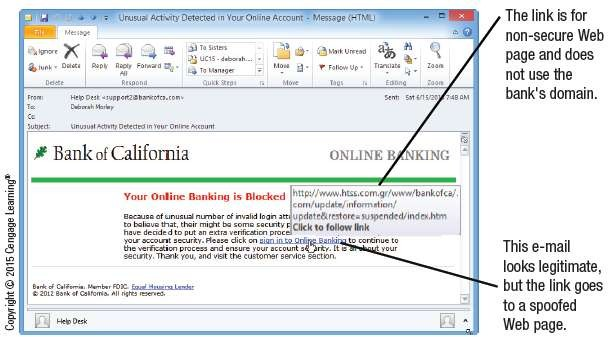 Unusual Activity Detected in Your Online Account - Message (HTML)
File
Message
Ignore
Junk
Delete
Delete
Reply
Reply All
Forward
Respond
To Sisters
UC15 - deborah....
To Manager
Quick Steps
Move
Move
Mark Unread
Follow Up
Tags
Translate
Editing
Zoom
Zoom
From: Help Desk <support2@bankofca.com>
Sent: Sat 6/15/201 7:48 AM
To: Deborah Morley
Cc:
Subject: Unusual Activity Detected in Your Online Account
Bank of California
ONLINE BANKING
Your Online Banking is Blocked
Because of unusual number of invalid login att
to believe that, their might be some security p
have decided to put an extra verification proce
your account security. Please click on sign in to Online Banking to continue to
the verification process and ensure your account security. It is all about your
security. Thank you, and visit the customer service section.
http://www.htss.com.gr/www/bankofca/.
com/update/information/
update&restore=suspended/index.htm
Click to follow link
Bank of California, Member FDIC. Equal Housing Lender
© 2012 Bank of California. All rights reserved.
Help Desk
The link is for
non-secure Web
page and does
not use the
bank's domain.
This e-mail
looks legitimate,
but the link goes
to a spoofed
Web page.
Copyright © 2015 Cengage Learning®